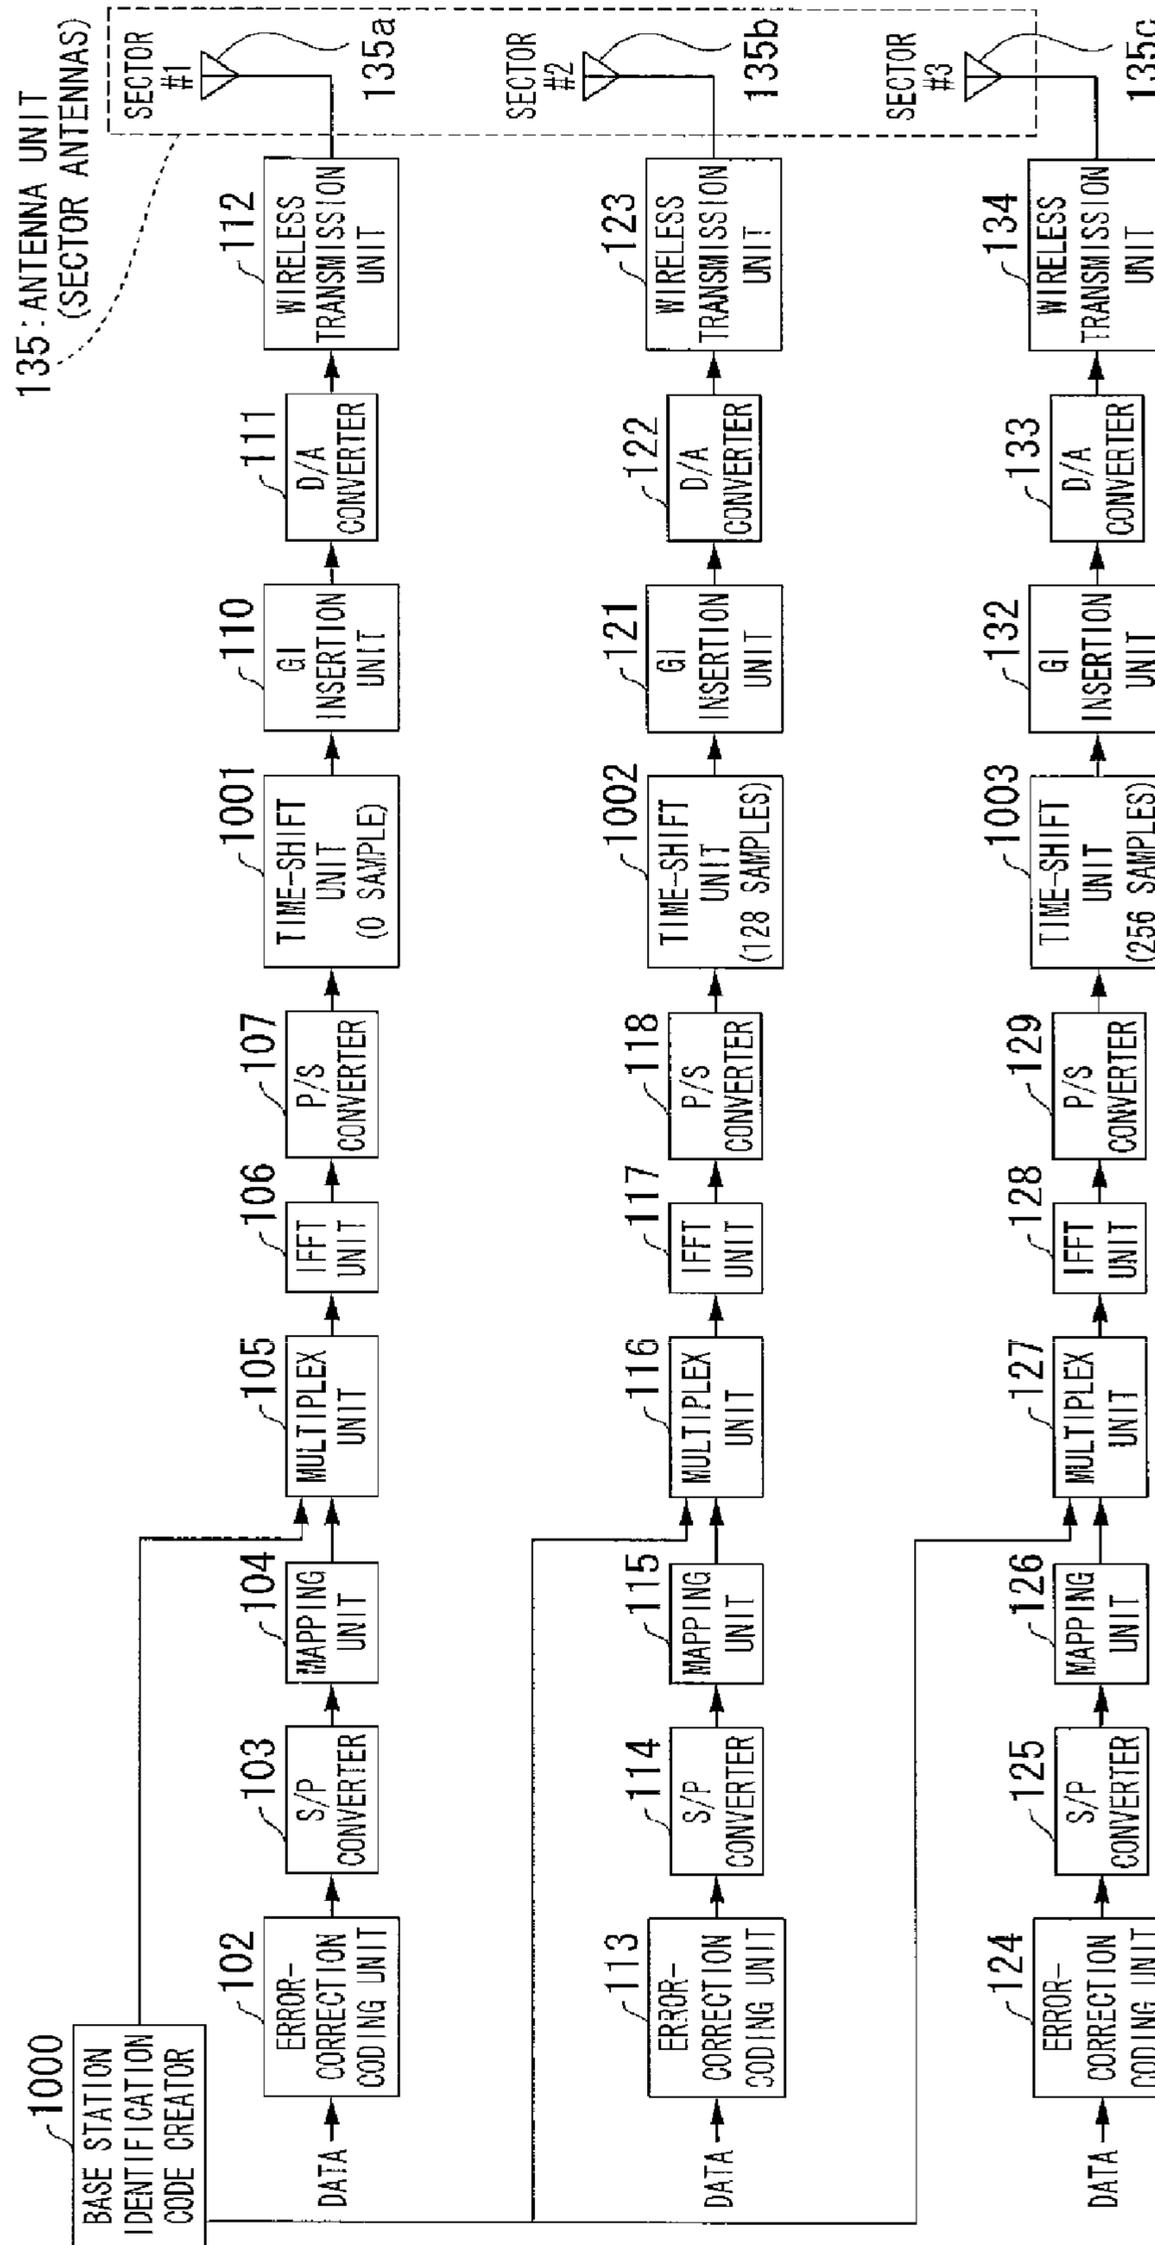 135:ANTENNA UNIT
(SECTOR ANTENNAS)
1000
BASE STATION
IDENTIFICATION
CODE CREATOR
DATA
102
ERROR-
CORRECTION
CODING UNIT
103
S/P
CONVERTER
104
MAPPING
UNIT
105
MULTIPLEX
UNIT
106
IFFT
UNIT
107
P/S
CONVERTER
1001
TIME-SHIFT
UNIT
(0 SAMPLE)
110
GI
INSERTION
UNIT
111
D/A
CONVERTER
112
WIRELESS
TRANSMISSION
UNIT
SECTOR
#1
135a
DATA
113
ERROR-
CORRECTION
CODING UNIT
114
S/P
CONVERTER
115
MAPPING
UNIT
116
MULTIPLEX
UNIT
117
IFFT
UNIT
118
P/S
CONVERTER
1002
TIME-SHIFT
UNIT
(128 SAMPLES)
121
GI
INSERTION
UNIT
122
D/A
CONVERTER
123
WIRELESS
TRANSMISSION
UNIT
SECTOR
#2
135b
DATA
124
ERROR-
CORRECTION
CODING UNIT
125
S/P
CONVERTER
126
MAPPING
UNIT
127
MULTIPLEX
UNIT
128
IFFT
UNIT
129
P/S
CONVERTER
1003
TIME-SHIFT
UNIT
(256 SAMPLES)
132
GI
INSERTION
UNIT
133
D/A
CONVERTER
134
WIRELESS
TRANSMISSION
UNIT
SECTOR
#3
135c